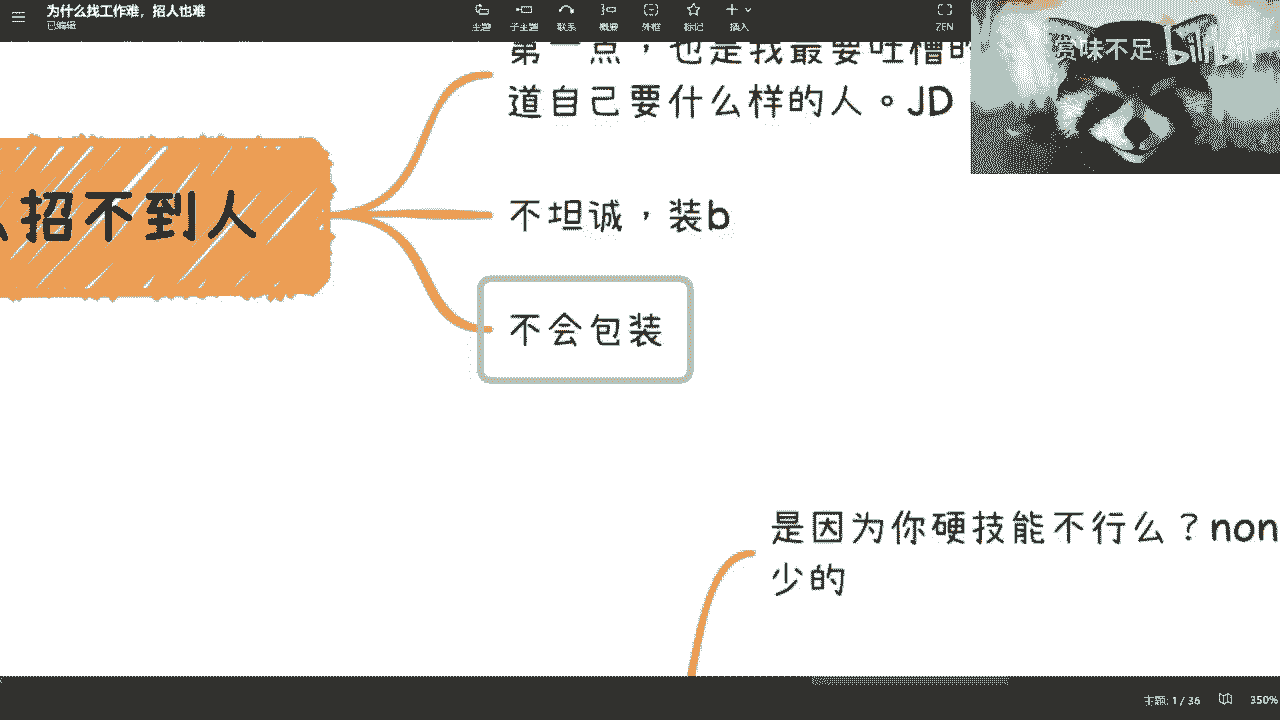 为什么找工作难，招人也难
已编辑
主题
子主题
联系
概要
外框
标记
插入
ZEN
赏味不足
bilibili
第一点，也是我最要吐槽的
道自己要什么样的人。JD
么招不到人
不坦诚，装b
不会包装
是因为你硬技能不行么？non
少的
主题: 1 / 36
350%